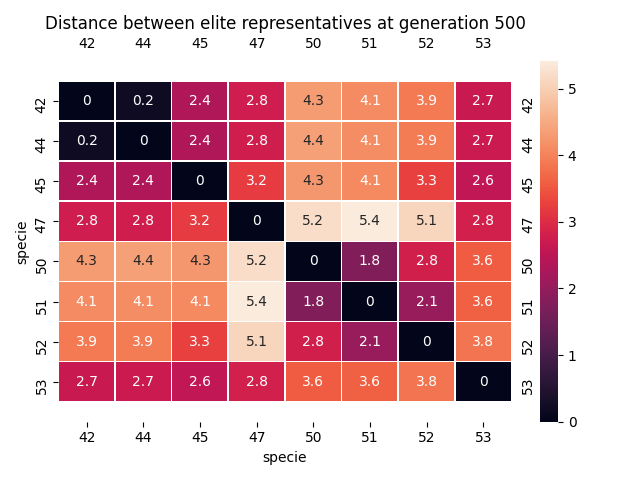 Distance between elite representatives at generation 500
42 44 45 47 50 51 52 53
42 0 0.2 2.4 2.8 4.3 4.1 3.9 2.7 42
44 0.2 0 2.4 2.8 4.4 4.1 3.9 2.7 44
45 2.4 2.4 0 3.2 4.3 4.1 3.3 2.6 45
47 2.8 2.8 3.2 0 5.2 5.4 5.1 2.8 47
50 4.3 4.4 4.3 5.2 0 1.8 2.8 3.6 50
51 4.1 4.1 4.1 5.4 1.8 0 2.1 3.6 51
52 3.9 3.9 3.3 5.1 2.8 2.1 0 3.8 52
53 2.7 2.7 2.6 2.8 3.6 3.6 3.8 0 53
42 44 45 47 50 51 52 53
specie
specie
5
4
3
2
1
0